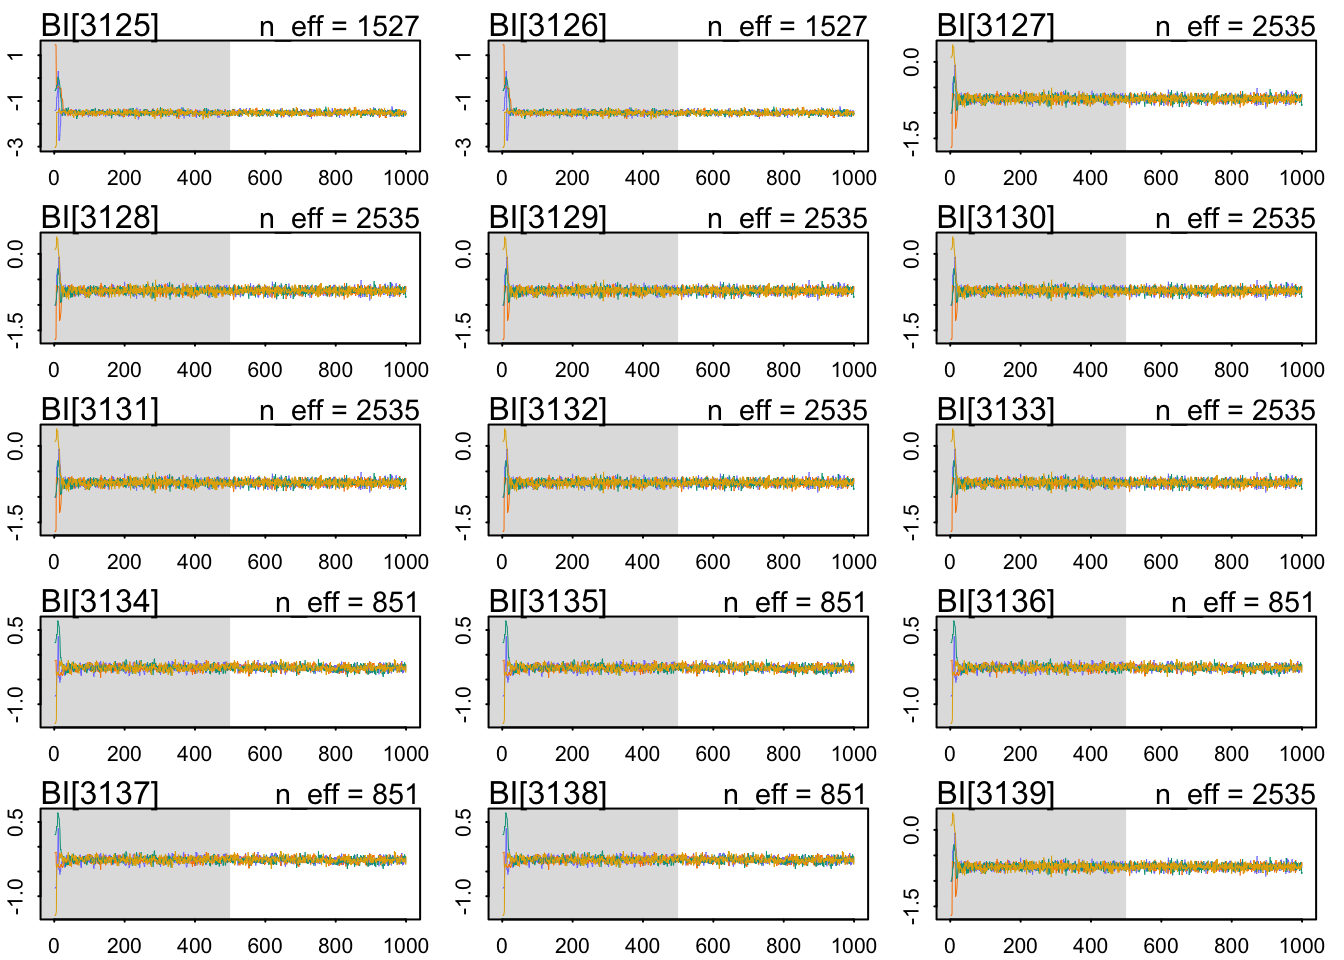 BI[3125] n_eff = 1527 BI[3126] n_eff = 1527 BI[3127] n_eff = 2535
1 -1 -3 1 -1 -3 0.0 -1.5
0 200 400 600 800 1000 0 200 400 600 800 1000 0 200 400 600 800 1000
BI[3128] n_eff = 2535 BI[3129] n_eff = 2535 BI[3130] n_eff = 2535
0.0 -1.5 0.0 -1.5 0.0 -1.5
0 200 400 600 800 1000 0 200 400 600 800 1000 0 200 400 600 800 1000
BI[3131] n_eff = 2535 BI[3132] n_eff = 2535 BI[3133] n_eff = 2535
0.0 -1.5 0.0 -1.5 0.0 -1.5
0 200 400 600 800 1000 0 200 400 600 800 1000 0 200 400 600 800 1000
BI[3134] n_eff = 851 BI[3135] n_eff = 851 BI[3136] n_eff = 851
0.5 -1.0 0.5 -1.0 0.5 -1.0
0 200 400 600 800 1000 0 200 400 600 800 1000 0 200 400 600 800 1000
BI[3137] n_eff = 851 BI[3138] n_eff = 851 BI[3139] n_eff = 2535
0.5 -1.0 0.5 -1.0 0.0 -1.5
0 200 400 600 800 1000 0 200 400 600 800 1000 0 200 400 600 800 1000